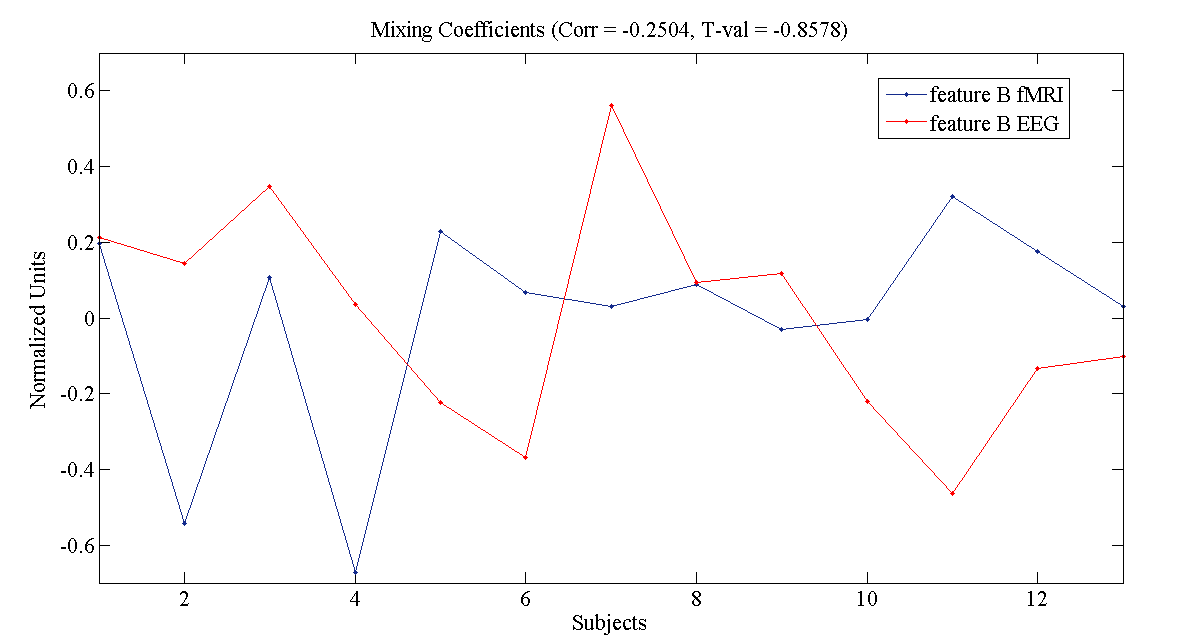 Mixing Coefficients (Corr = -0.2504, T-val = -0.8578)
feature B fMRI
feature B EEG
0.6
0.4
0.2
0
-0.2
-0.4
-0.6
Normalized Units
2 4 6 8 10 12
Subjects